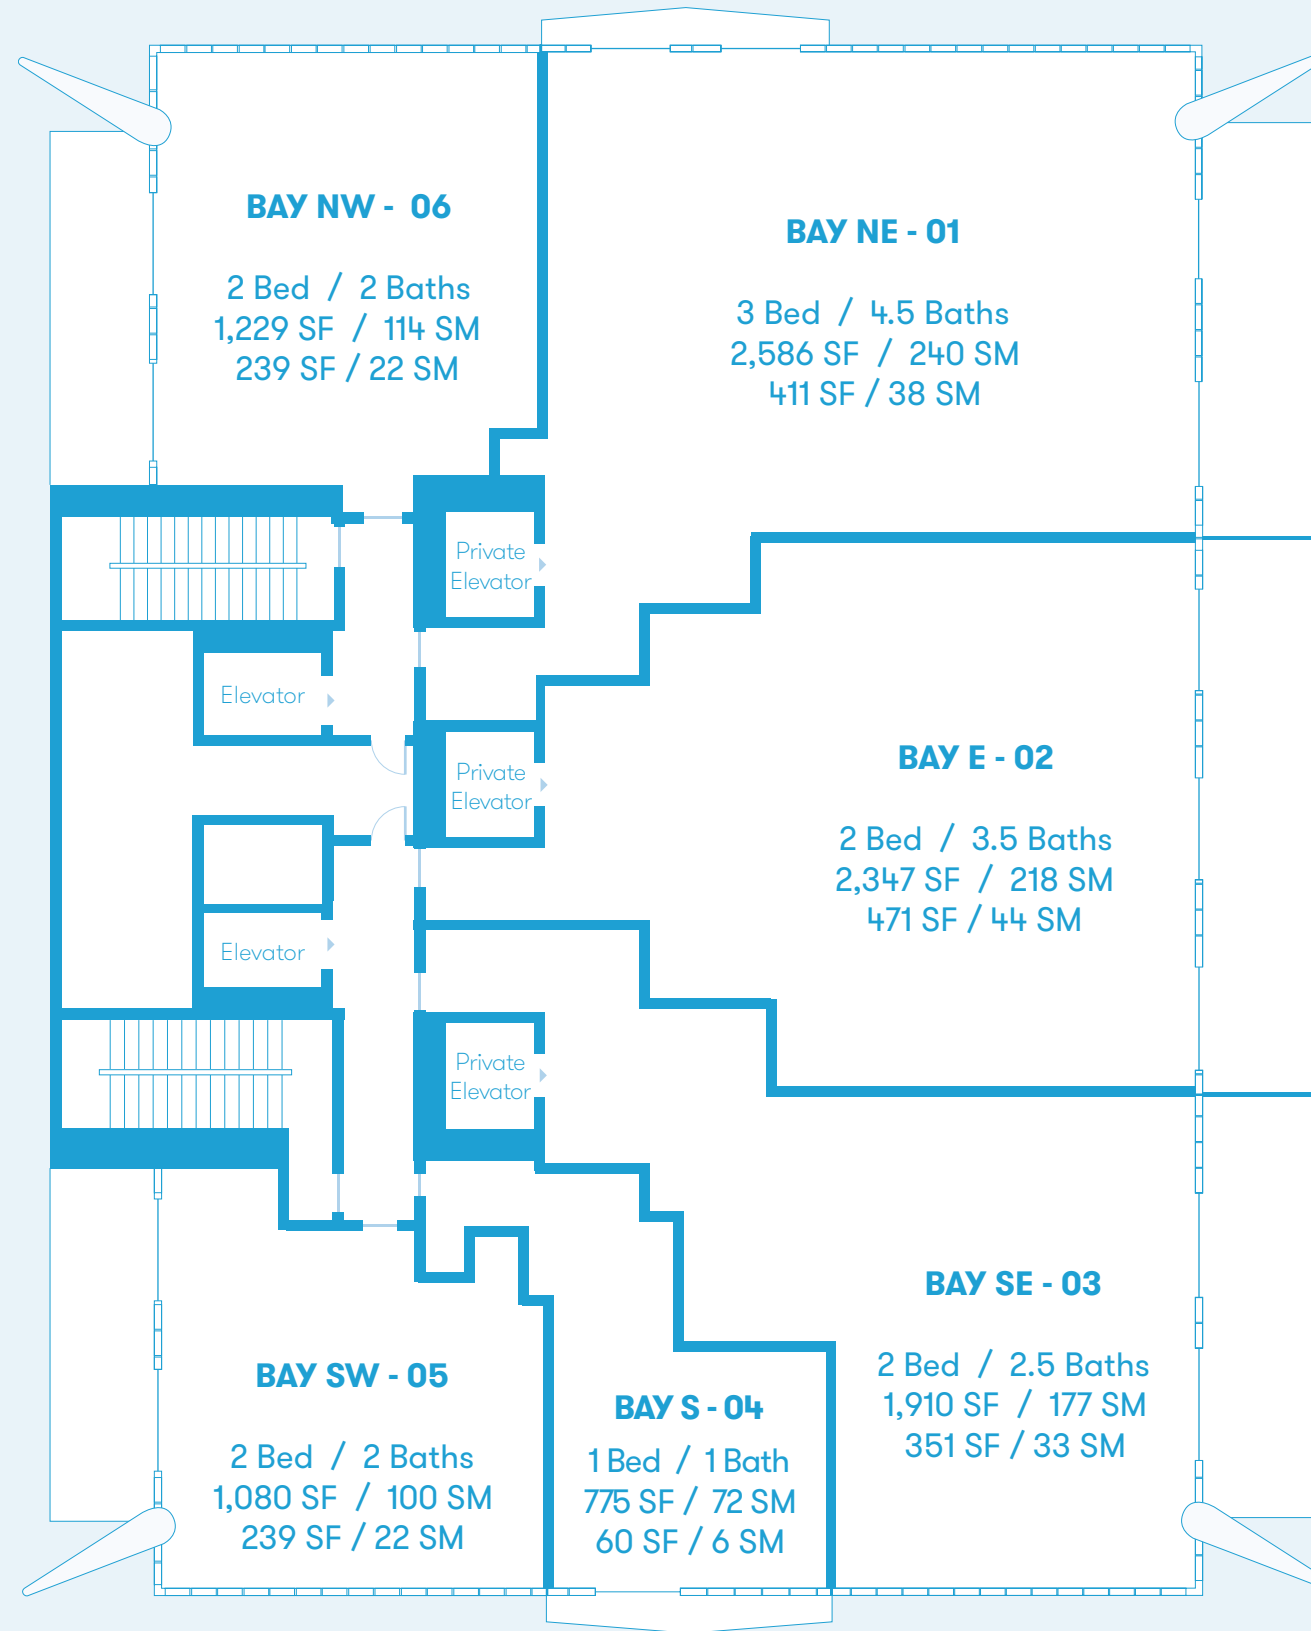 BAY NW - 06
2 Bed / 2 Baths
1,229 SF / 114 SM
239 SF / 22 SM
BAY NE - 01
3 Bed / 4.5 Baths
2,586 SF / 240 SM
411 SF / 38 SM
Private
Elevator
Elevator
Private
Elevator
BAY E - 02
2 Bed / 3.5 Baths
2,347 SF / 218 SM
471 SF / 44 SM
Elevator
Private
Elevator
BAY SE - 03
2 Bed / 2.5 Baths
1,910 SF / 177 SM
351 SF / 33 SM
BAY SW - 05
2 Bed / 2 Baths
1,080 SF / 100 SM
239 SF / 22 SM
BAY S - 04
1 Bed / 1 Bath
775 SF / 72 SM
60 SF / 6 SM